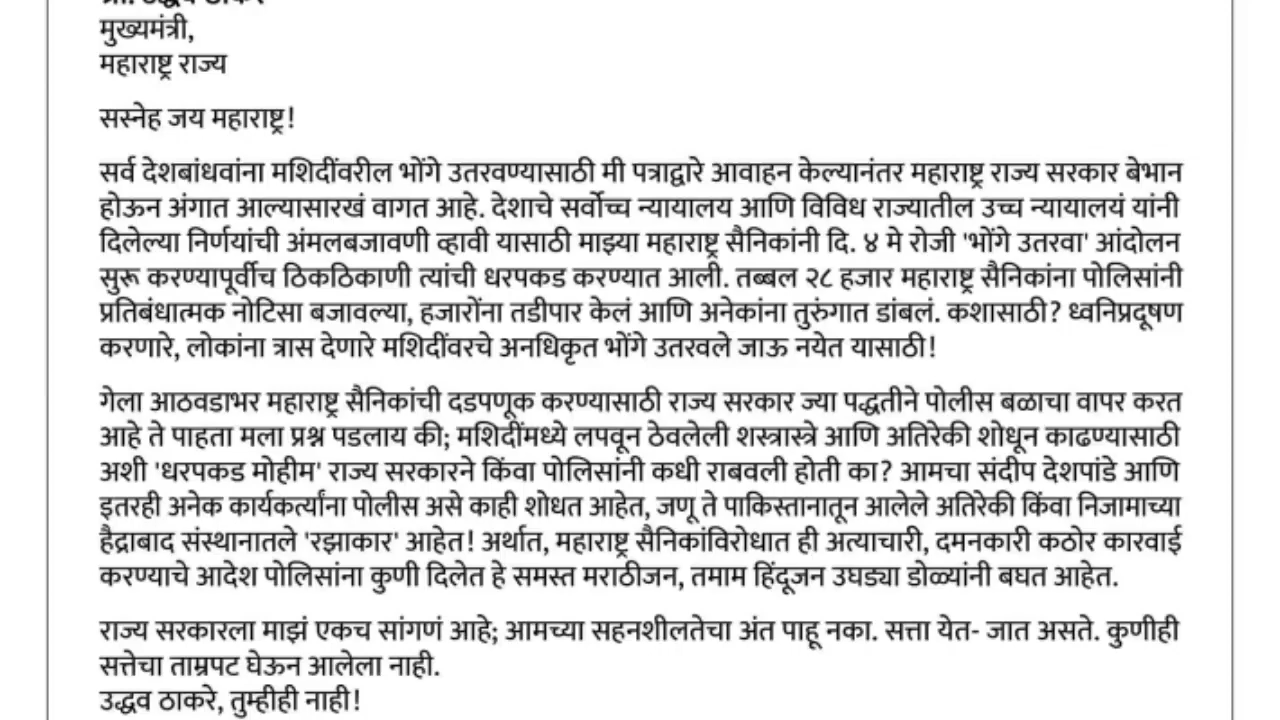 मुख्यमंत्री,
महाराष्ट्र राज्य
सस्नेह जय महाराष्ट्र!
सर्व देशबांधवांना मशिदींवरील भोंगे उतरवण्यासाठी मी पत्राद्वारे आवाहन केल्यानंतर महाराष्ट्र राज्य सरकार बेभान
होऊन अंगात आल्यासारखं वागत आहे. देशाचे सर्वोच्च न्यायालय आणि विविध राज्यातील उच्च न्यायालयं यांनी
दिलेल्या निर्णयांची अंमलबजावणी व्हावी यासाठी माझ्या महाराष्ट्र सैनिकांनी दि. ४ मे रोजी 'भोंगे उतरवा' आंदोलन
सुरू करण्यापूर्वीच ठिकठिकाणी त्यांची धरपकड करण्यात आली. तब्बल २८ हजार महाराष्ट्र सैनिकांना पोलिसांनी
प्रतिबंधात्मक नोटिसा बजावल्या, हजारोंना तडीपार केलं आणि अनेकांना तुरुंगात डांबलं. कशासाठी? ध्वनिप्रदूषण
करणारे, लोकांना त्रास देणारे मशिदींवरचे अनधिकृत भोंगे उतरवले जाऊ नयेत यासाठी!
गेला आठवडाभर महाराष्ट्र सैनिकांची दडपणूक करण्यासाठी राज्य सरकार ज्या पद्धतीने पोलीस बळाचा वापर करत
आहे ते पाहता मला प्रश्न पडलाय की; मशिदींमध्ये लपवून ठेवलेली शस्त्रास्त्रे आणि अतिरेकी शोधून काढण्यासाठी
अशी 'धरपकड मोहीम' राज्य सरकारने किंवा पोलिसांनी कधी राबवली होती का? आमचा संदीप देशपांडे आणि
इतरही अनेक कार्यकर्त्यांना पोलीस असे काही शोधत आहेत, जणू ते पाकिस्तानातून आलेले अतिरेकी किंवा निजामाच्या
हैद्राबाद संस्थानातले 'रझाकार' आहेत! अर्थात, महाराष्ट्र सैनिकांविरोधात ही अत्याचारी, दमनकारी कठोर कारवाई
करण्याचे आदेश पोलिसांना कुणी दिलेत हे समस्त मराठीजन, तमाम हिंदूजन उघड्या डोळ्यांनी बघत आहेत.
राज्य सरकारला माझं एकच सांगणं आहे; आमच्या सहनशीलतेचा अंत पाहू नका. सत्ता येत- जात असते. कुणीही
सत्तेचा ताम्रपट घेऊन आलेला नाही.
उद्धव ठाकरे, तुम्हीही नाही!